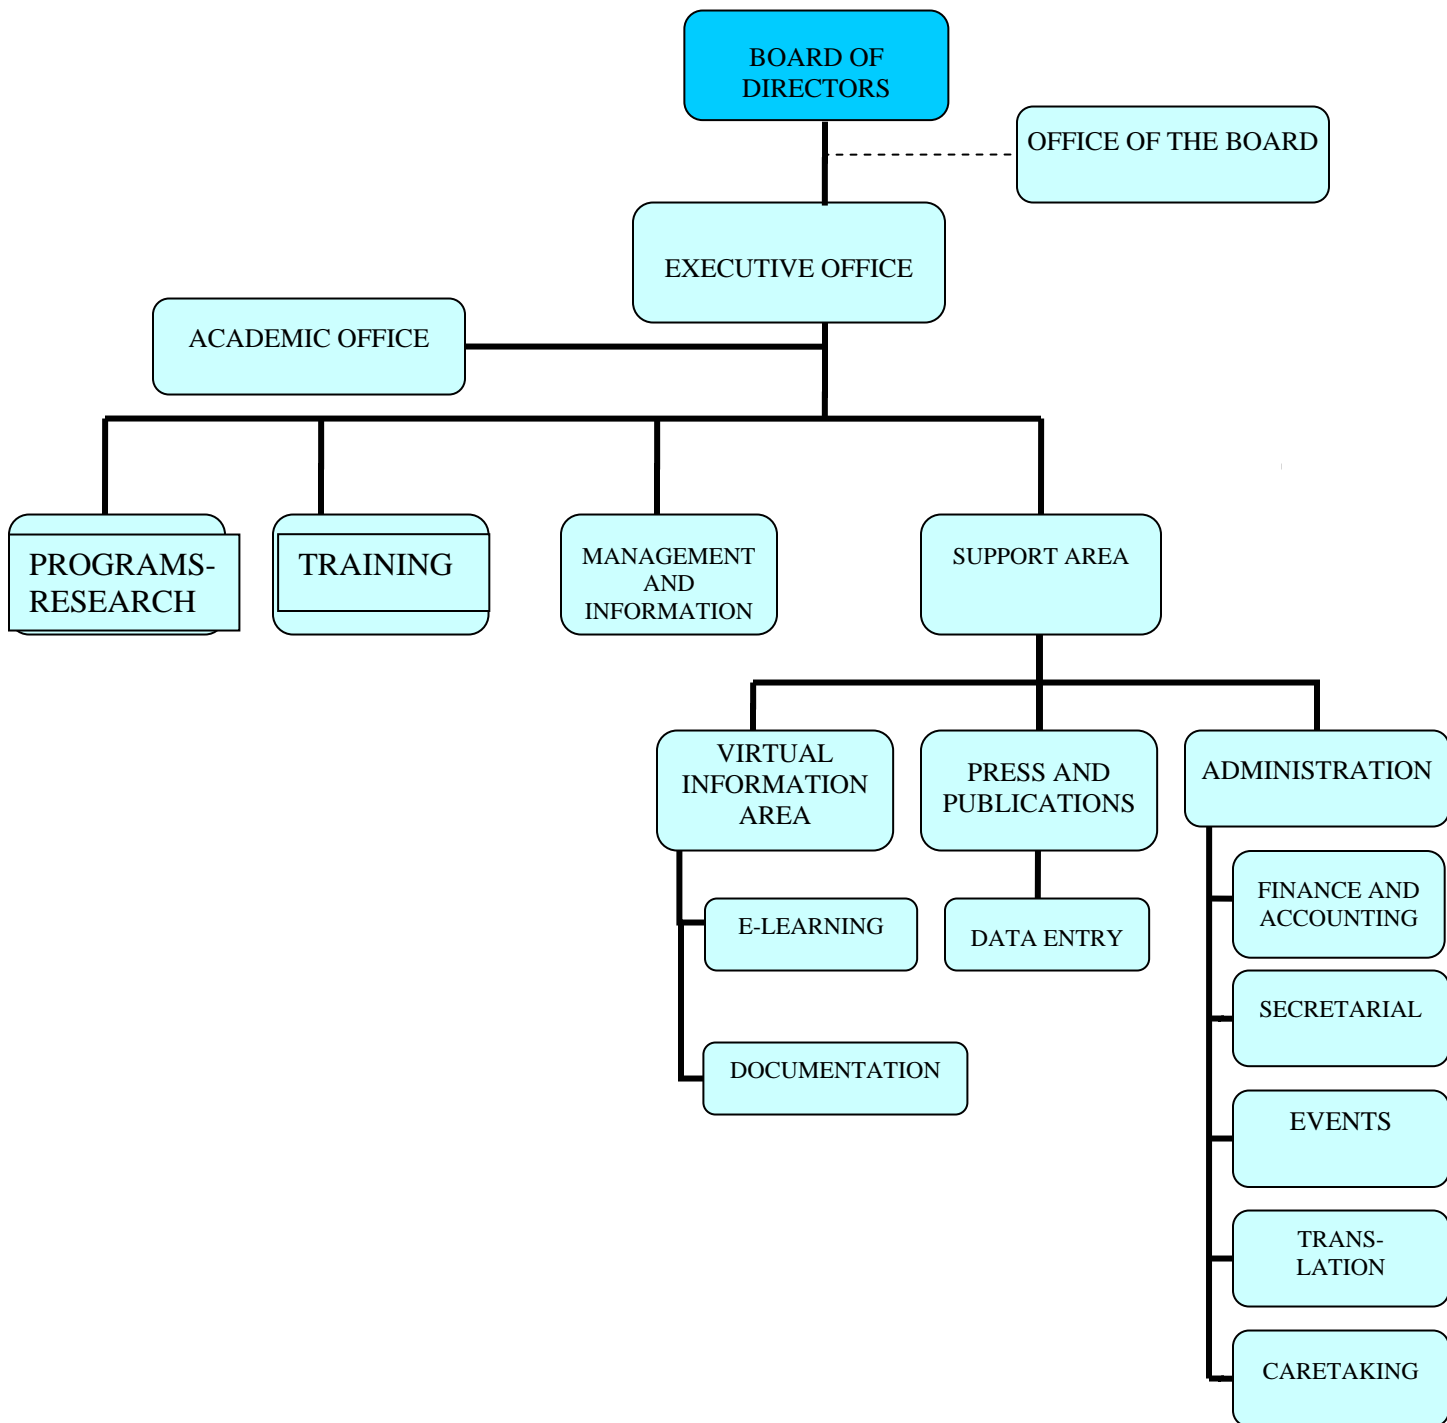 BOARD OF
DIRECTORS
OFFICE OF THE BOARD
EXECUTIVE OFFICE
ACADEMIC OFFICE
PROGRAMS-
RESEARCH
TRAINING
MANAGEMENT
AND
INFORMATION
SUPPORT AREA
VIRTUAL
INFORMATION
AREA
PRESS AND
PUBLICATIONS
ADMINISTRATION
E-LEARNING
DOCUMENTATION
DATA ENTRY
FINANCE AND
ACCOUNTING
SECRETARIAL
EVENTS
TRANS-
LATION
CARETAKING